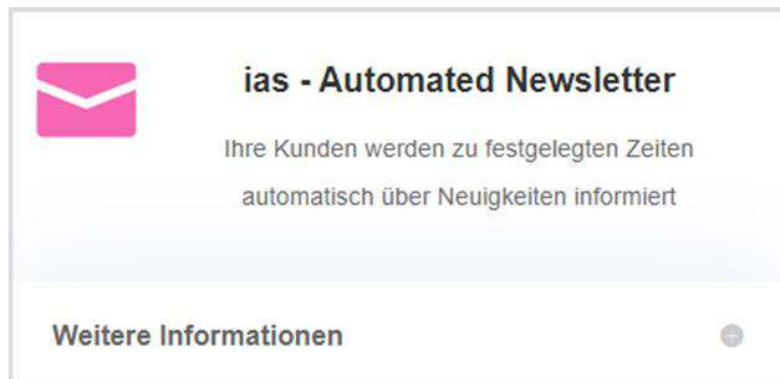 ias - Automated Newsletter
Ihre Kunden werden zu festgelegten Zeiten
automatisch über Neuigkeiten informiert
Weitere Informationen